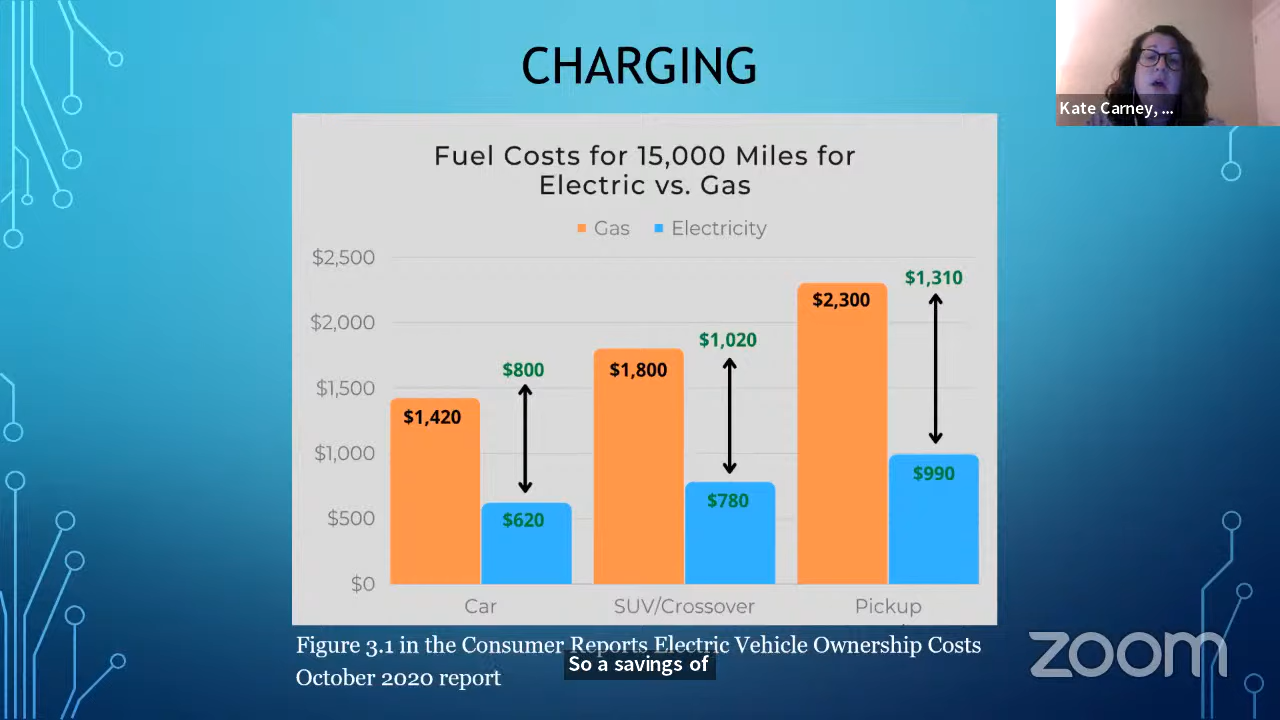 CHARGING
Kate Carney, ...
Fuel Costs for 15,000 Miles for
Electric vs. Gas
Gas Electricity
$2,500
$2,000
$1,500
$1,000
$500
$0
$1,420
$800
$620
$1,800
$1,020
$780
$2,300
$1,310
$990
Car SUV/Crossover Pickup
Figure 3.1 in the Consumer Reports Electric Vehicle Ownership Costs
October 2020 report
So a savings of
zoom